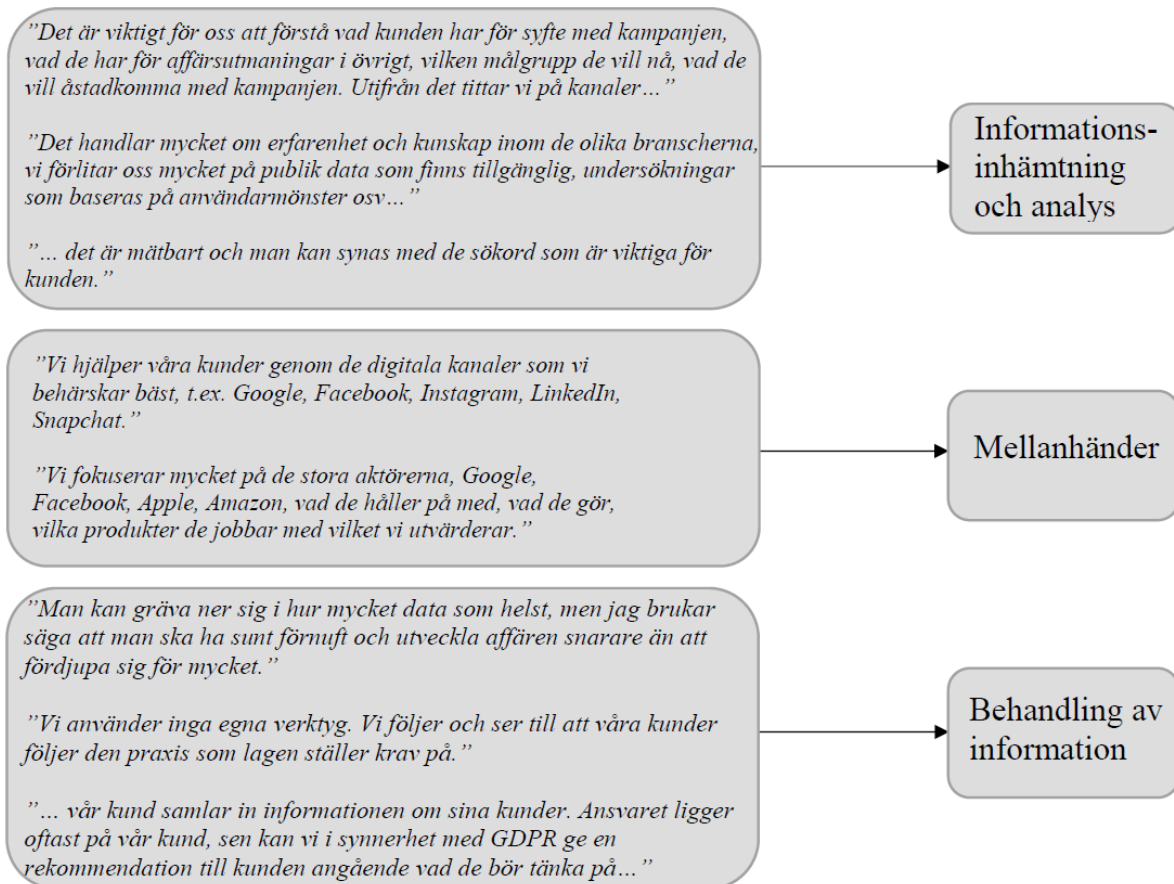 ”Det är viktigt för oss att förstå vad kunden har för syfte med kampanjen,
vad de har för affärsutmaningar i övrigt, vilken målgrupp de vill nå, vad de
vill åstadkomma med kampanjen. Utifrån det tittar vi på kanaler…”
”Det handlar mycket om erfarenhet och kunskap inom de olika branscherna,
vi förlitar oss mycket på publik data som finns tillgänglig, undersökningar
som baseras på användarmönster osv…”
”… det är mätbart och man kan synas med de sökord som är viktiga för
kunden.”
Informations-
inhämtning
och analys
”Vi hjälper våra kunder genom de digitala kanaler som vi
behärskar bäst, t.ex. Google, Facebook, Instagram, LinkedIn,
Snapchat.”
”Vi fokuserar mycket på de stora aktörerna, Google,
Facebook, Apple, Amazon, vad de håller på med, vad de gör,
vilka produkter de jobbar med vilket vi utvärderar.”
Mellanhänder
”Man kan gräva ner sig i hur mycket data som helst, men jag brukar
säga att man ska ha sunt förnuft och utveckla affären snarare än att
fördjupa sig för mycket.”
”Vi använder inga egna verktyg. Vi följer och ser till att våra kunder
följer den praxis som lagen ställer krav på.”
”… vår kund samlar in informationen om sina kunder. Ansvaret ligger
oftast på vår kund, sen kan vi i synnerhet med GDPR ge en
rekommendation till kunden angående vad de bör tänka på…”
Behandling av
information